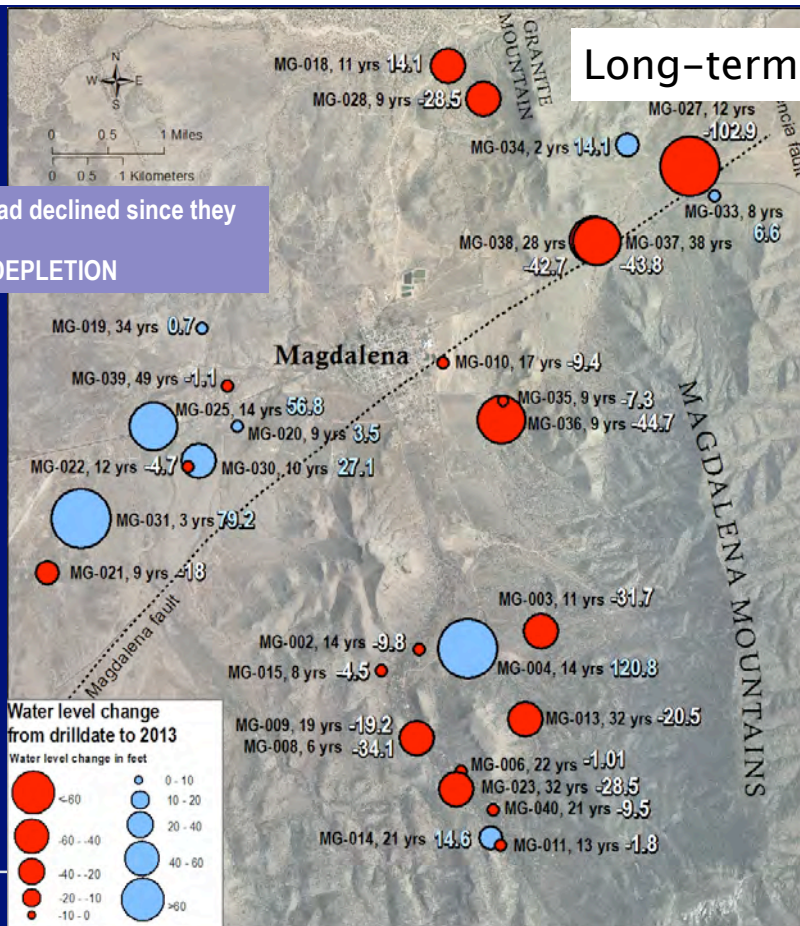 Long-term
N
W E
S
0 0.5 1 Miles
0 0.5 1 Kilometers
ad declined since they
DEPLETION
GRANITE
MOUNTAIN
MG-018, 11 yrs 14.1
MG-028, 9 yrs -28.5
MG-027, 12 yrs
-102.9
encia fault
MG-034, 2 yrs 14.1
MG-033, 8 yrs
6.6
MG-038, 28 yrs
-42.7
MG-037, 38 yrs
-43.8
MG-019, 34 yrs 0.7
Magdalena
MG-010, 17 yrs -9.4
MG-039, 49 yrs -1.1
MG-025, 14 yrs 56.8
MG-020, 9 yrs 3.5
MG-035, 9 yrs -7.3
MG-036, 9 yrs -44.7
MG-022, 12 yrs -4.7
MG-030, 10 yrs 27.1
MG-031, 3 yrs 79.2
MG-021, 9 yrs -18
MAGDALENA MOUNTAINS
Magdalena fault
MG-003, 11 yrs -31.7
MG-002, 14 yrs -9.8
MG-004, 14 yrs 120.8
MG-015, 8 yrs -4.5
MG-013, 32 yrs -20.5
MG-009, 19 yrs -19.2
MG-008, 6 yrs -34.1
MG-006, 22 yrs -1.01
MG-023, 32 yrs -28.5
MG-040, 21 yrs -9.5
MG-014, 21 yrs 14.6
MG-011, 13 yrs -1.8
Water level change
from drilldate to 2013
Water level change in feet
<-60 0 - 10
-60 - -40 10 - 20
-40 - -20 20 - 40
-20 - -10 40 - 60
-10 - 0 >60